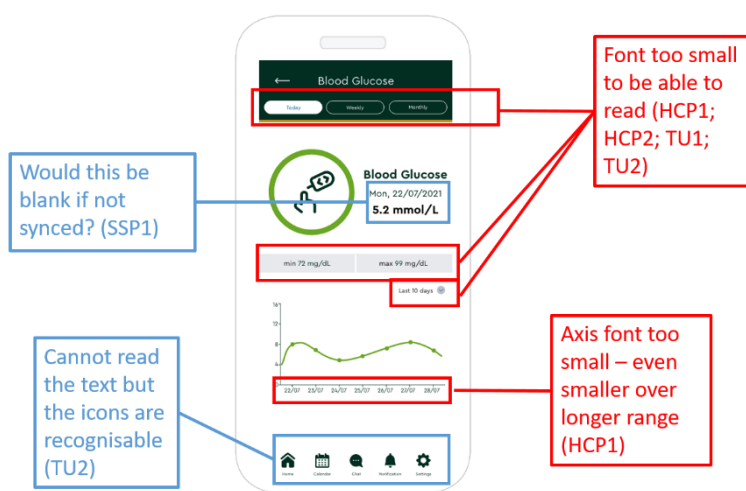 Font too small
to be able to
read (HCP1;
HCP2; TU1;
TU2)
Blood Glucose
Today
Weekly
Monthly
Would this be
blank if not
synced? (SSP1)
Blood Glucose
Mon, 22/07/2021
5.2 mmol/L
min 72 mg/dL
max 99 mg/dL
Last 10 days
16
12
8
4
0
22/07 23/07 24/07 25/07 26/07 27/07 28/07
Axis font too
small – even
smaller over
longer range
(HCP1)
Cannot read
the text but
the icons are
recognisable
(TU2)
Home
Calendar
Chat
Notification
Settings